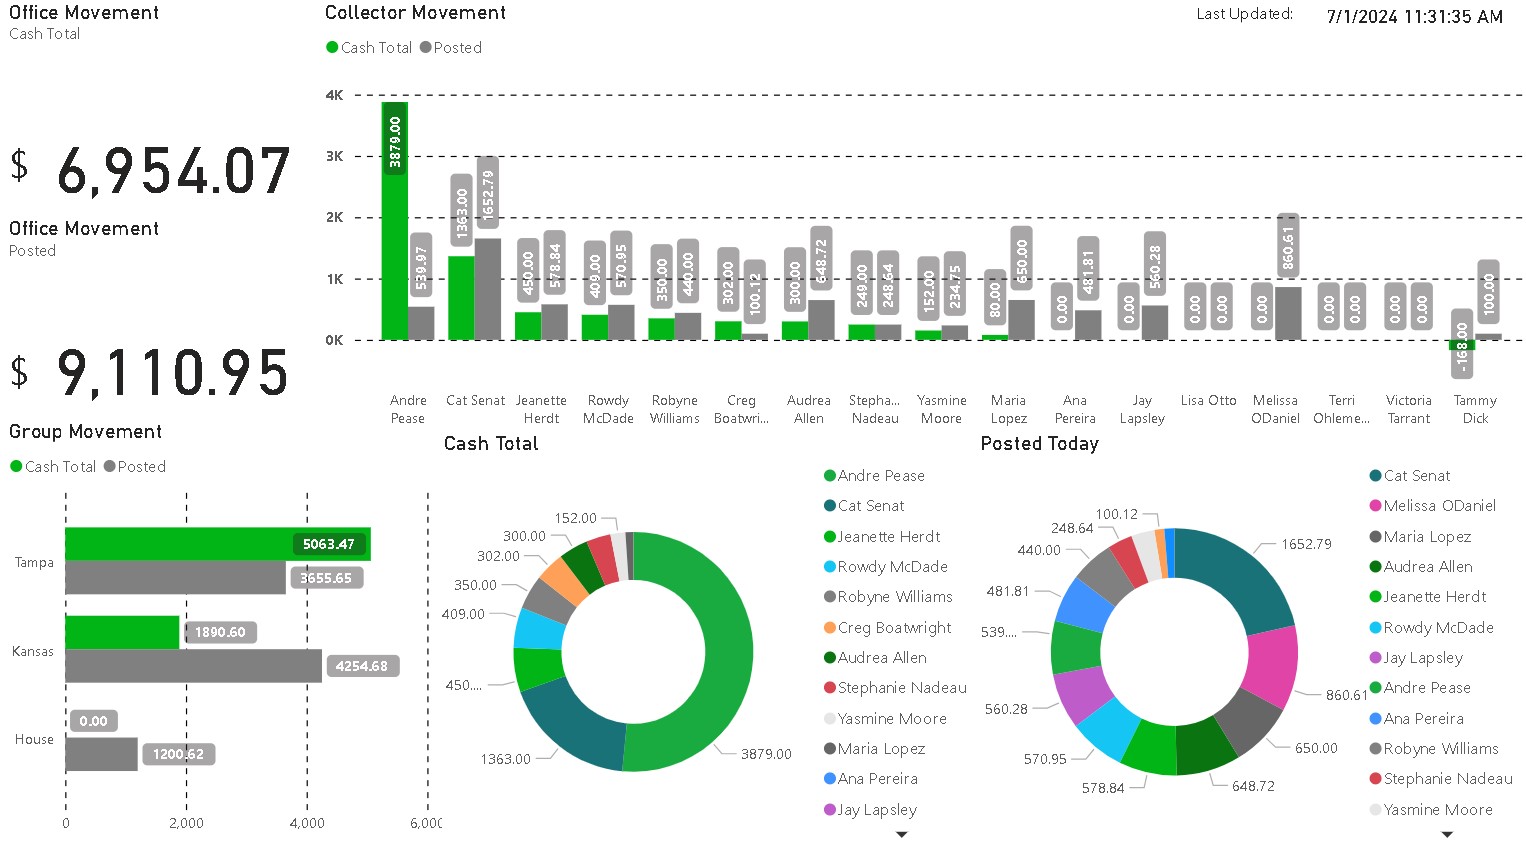 Office Movement
Cash Total
$ 6,954.07
Office Movement
Posted
$ 9,110.95
Collector Movement
Cash Total Posted
Last Updated: 7/1/2024 11:31:35 AM
4K
3K
2K
1K
0K
3879.00
539.97
1363.00
1652.79
450.00
578.84
409.00
570.95
350.00
440.00
302.00
100.12
300.00
648.72
249.00
248.64
152.00
234.75
80.00
650.00
0.00
481.81
0.00
560.28
0.00
0.00
0.00
860.61
0.00
0.00
0.00
0.00
-168.00
100.00
Andre Pease
Cat Senat
Jeanette Herdt
Rowdy McDade
Robyne Williams
Creg Boatwri...
Audrea Allen
Stepha... Nadeau
Yasmine Moore
Maria Lopez
Ana Pereira
Jay Lapsley
Lisa Otto
Melissa ODaniel
Terri Ohleme...
Victoria Tarrant
Tammy Dick
Group Movement
Cash Total Posted
Tampa
5063.47
3655.65
Kansas
1890.60
4254.68
House
0.00
1200.62
0 2,000 4,000 6,000
Cash Total
152.00
300.00
302.00
350.00
409.00
450....
1363.00
3879.00
Andre Pease
Cat Senat
Jeanette Herdt
Rowdy McDade
Robyne Williams
Creg Boatwright
Audrea Allen
Stephanie Nadeau
Yasmine Moore
Maria Lopez
Ana Pereira
Jay Lapsley
Posted Today
100.12
248.64
440.00
481.81
539....
560.28
570.95
578.84
648.72
650.00
860.61
1652.79
Cat Senat
Melissa ODaniel
Maria Lopez
Audrea Allen
Jeanette Herdt
Rowdy McDade
Jay Lapsley
Andre Pease
Ana Pereira
Robyne Williams
Stephanie Nadeau
Yasmine Moore